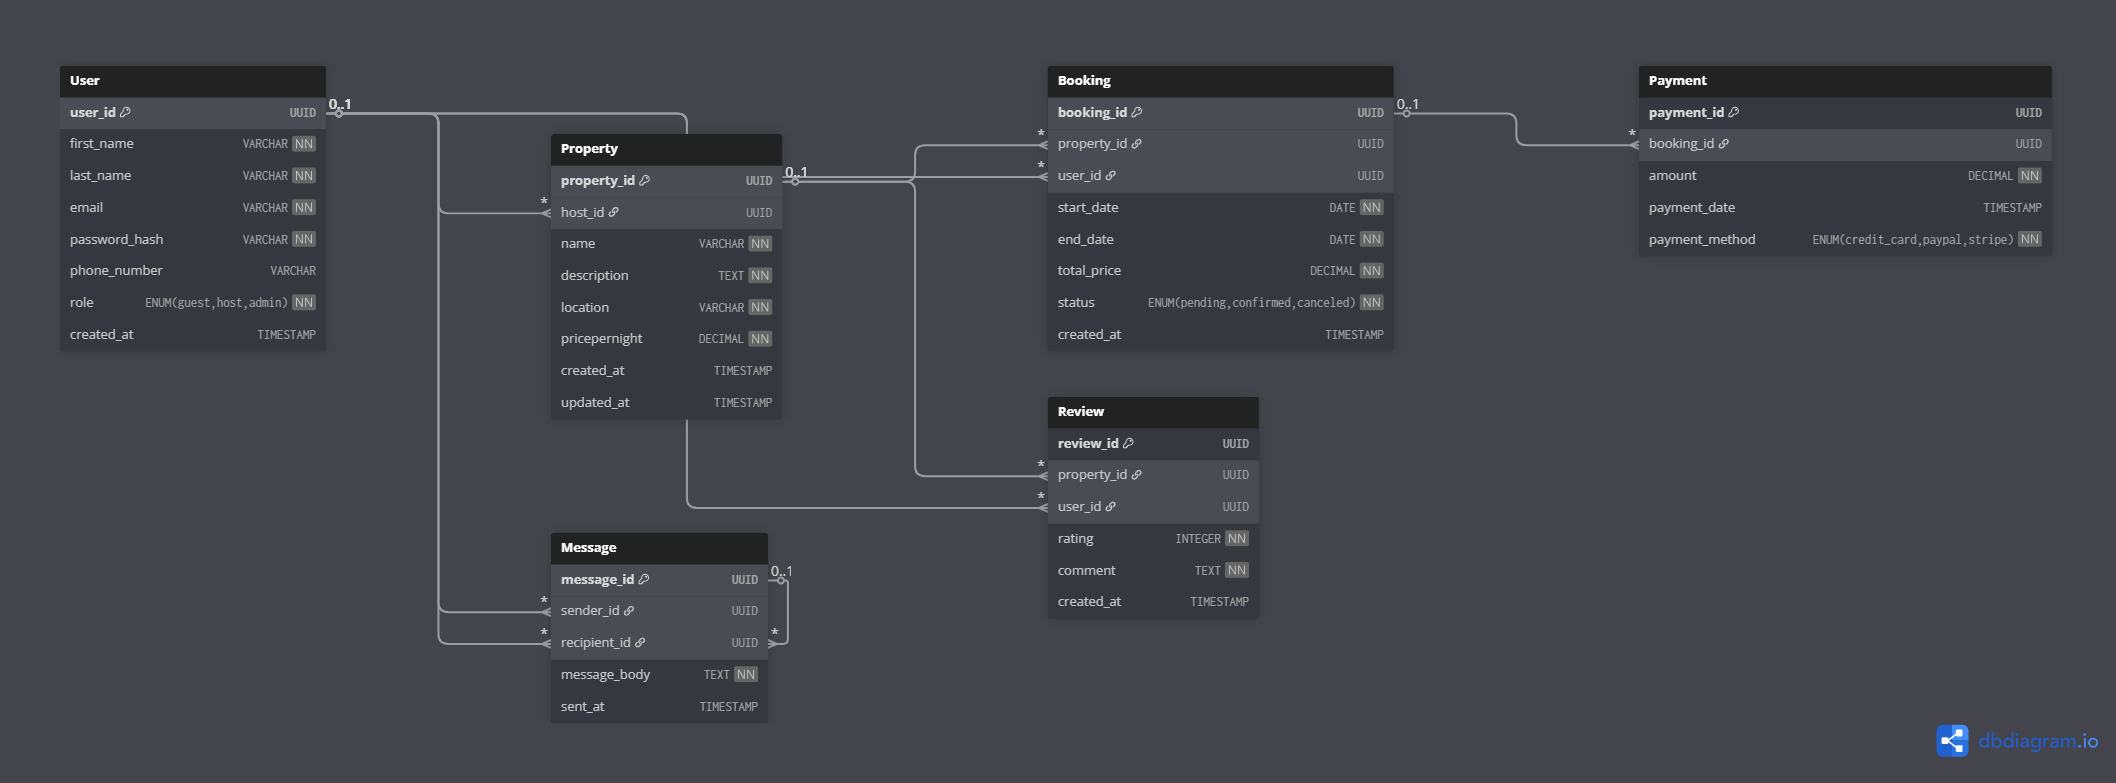 User
user_id UUID
first_name VARCHAR NN
last_name VARCHAR NN
email VARCHAR NN
password_hash VARCHAR NN
phone_number VARCHAR
role ENUM(guest,host,admin) NN
created_at TIMESTAMP
0..1
Property
property_id UUID
* host_id UUID
name VARCHAR NN
description TEXT NN
location VARCHAR NN
pricepernight DECIMAL NN
created_at TIMESTAMP
updated_at TIMESTAMP
0..1
Message
message_id UUID
* sender_id UUID
* recipient_id UUID *
message_body TEXT NN
sent_at TIMESTAMP
0..1
Booking
booking_id UUID
* property_id UUID
* user_id UUID
start_date DATE NN
end_date DATE NN
total_price DECIMAL NN
status ENUM(pending,confirmed,canceled) NN
created_at TIMESTAMP
0..1
Review
review_id UUID
* property_id UUID
* user_id UUID
rating INTEGER NN
comment TEXT NN
created_at TIMESTAMP
Payment
payment_id UUID
* booking_id UUID
amount DECIMAL NN
payment_date TIMESTAMP
payment_method ENUM(credit_card,paypal,stripe) NN
dbdiagram.io